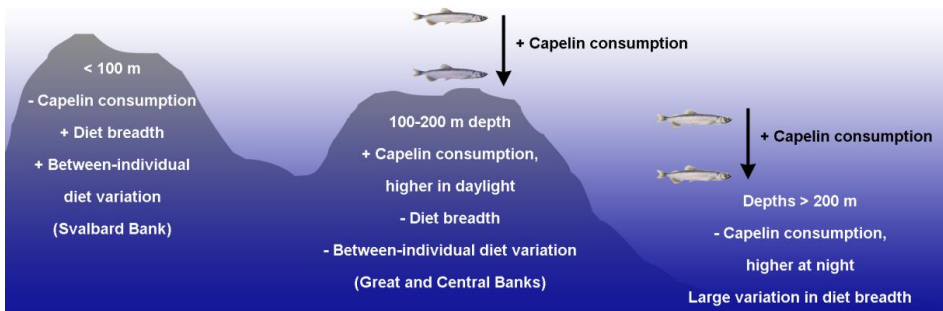 < 100 m
- Capelin consumption
+ Diet breadth
+ Between-individual
diet variation
(Svalbard Bank)
+ Capelin consumption
100-200 m depth
+ Capelin consumption,
higher in daylight
- Diet breadth
- Between-individual diet variation
(Great and Central Banks)
+ Capelin consumption
Depths > 200 m
- Capelin consumption,
higher at night
Large variation in diet breadth